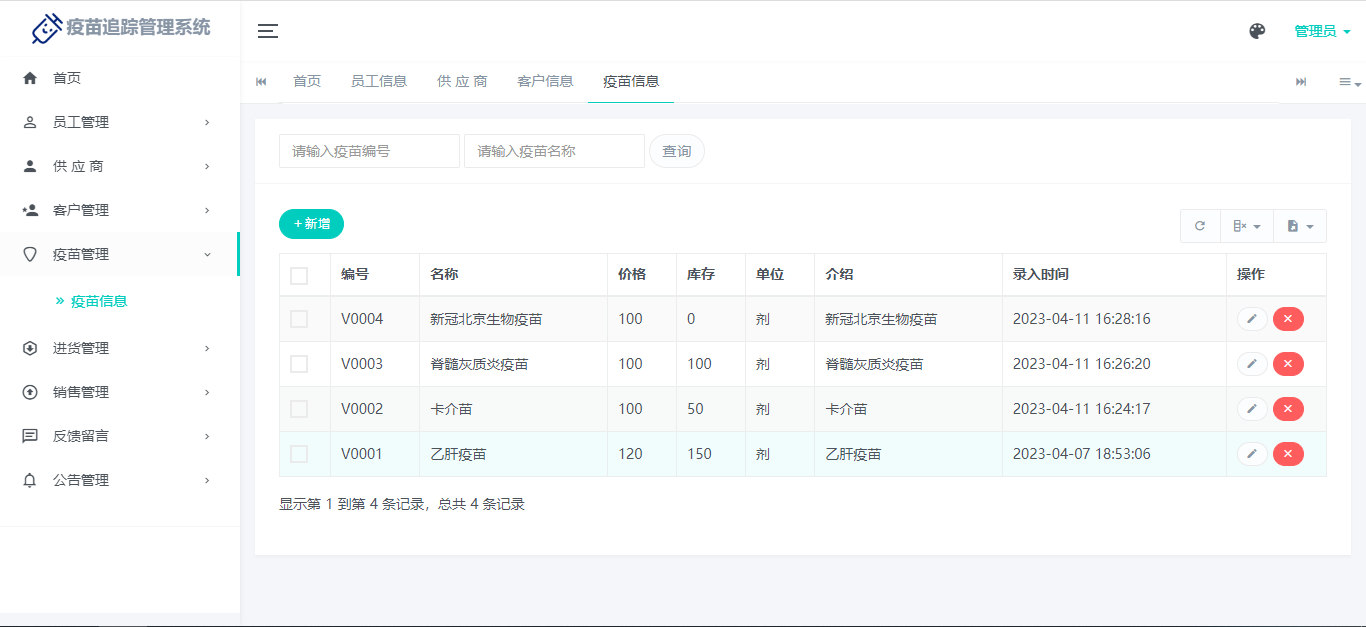 疫苗追踪管理系统
管理员
首页
员工管理
供 应 商
客户管理
疫苗管理
疫苗信息
进货管理
销售管理
反馈留言
公告管理
首页 员工信息 供 应 商 客户信息 疫苗信息
请输入疫苗编号 请输入疫苗名称 查询
+ 新增
编号 名称 价格 库存 单位 介绍 录入时间 操作
V0004 新冠北京生物疫苗 100 0 剂 新冠北京生物疫苗 2023-04-11 16:28:16
V0003 脊髓灰质炎疫苗 100 100 剂 脊髓灰质炎疫苗 2023-04-11 16:26:20
V0002 卡介苗 100 50 剂 卡介苗 2023-04-11 16:24:17
V0001 乙肝疫苗 120 150 剂 乙肝疫苗 2023-04-07 18:53:06
显示第 1 到第 4 条记录，总共 4 条记录